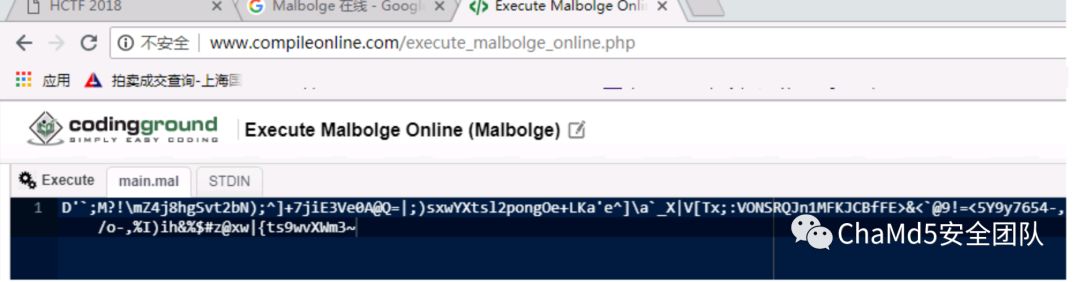 HCTF 2018 × Malbolge 在线 - Googl × Execute Malbolge Onli ×
不安全 www.compileonline.com/execute_malbolge_online.php
应用 拍卖成交查询-上海国
codingground Execute Malbolge Online (Malbolge)
SIMPLY EASY CODING
Execute main.mal STDIN
1 D'`;M?!\mZ4j8hgSvt2bN);^]+7jiE3Ve0A@Q=|;)sxwYXtsl2pongOe+LKa'e^]\a`_X|V[Tx;:VONSRQJn1MFKJCBfFE>&<`@9!=<5Y9y7654-,
/o-,%I)ih&%$#z@xw|{ts9wvXWm3~
ChaMd5安全团队